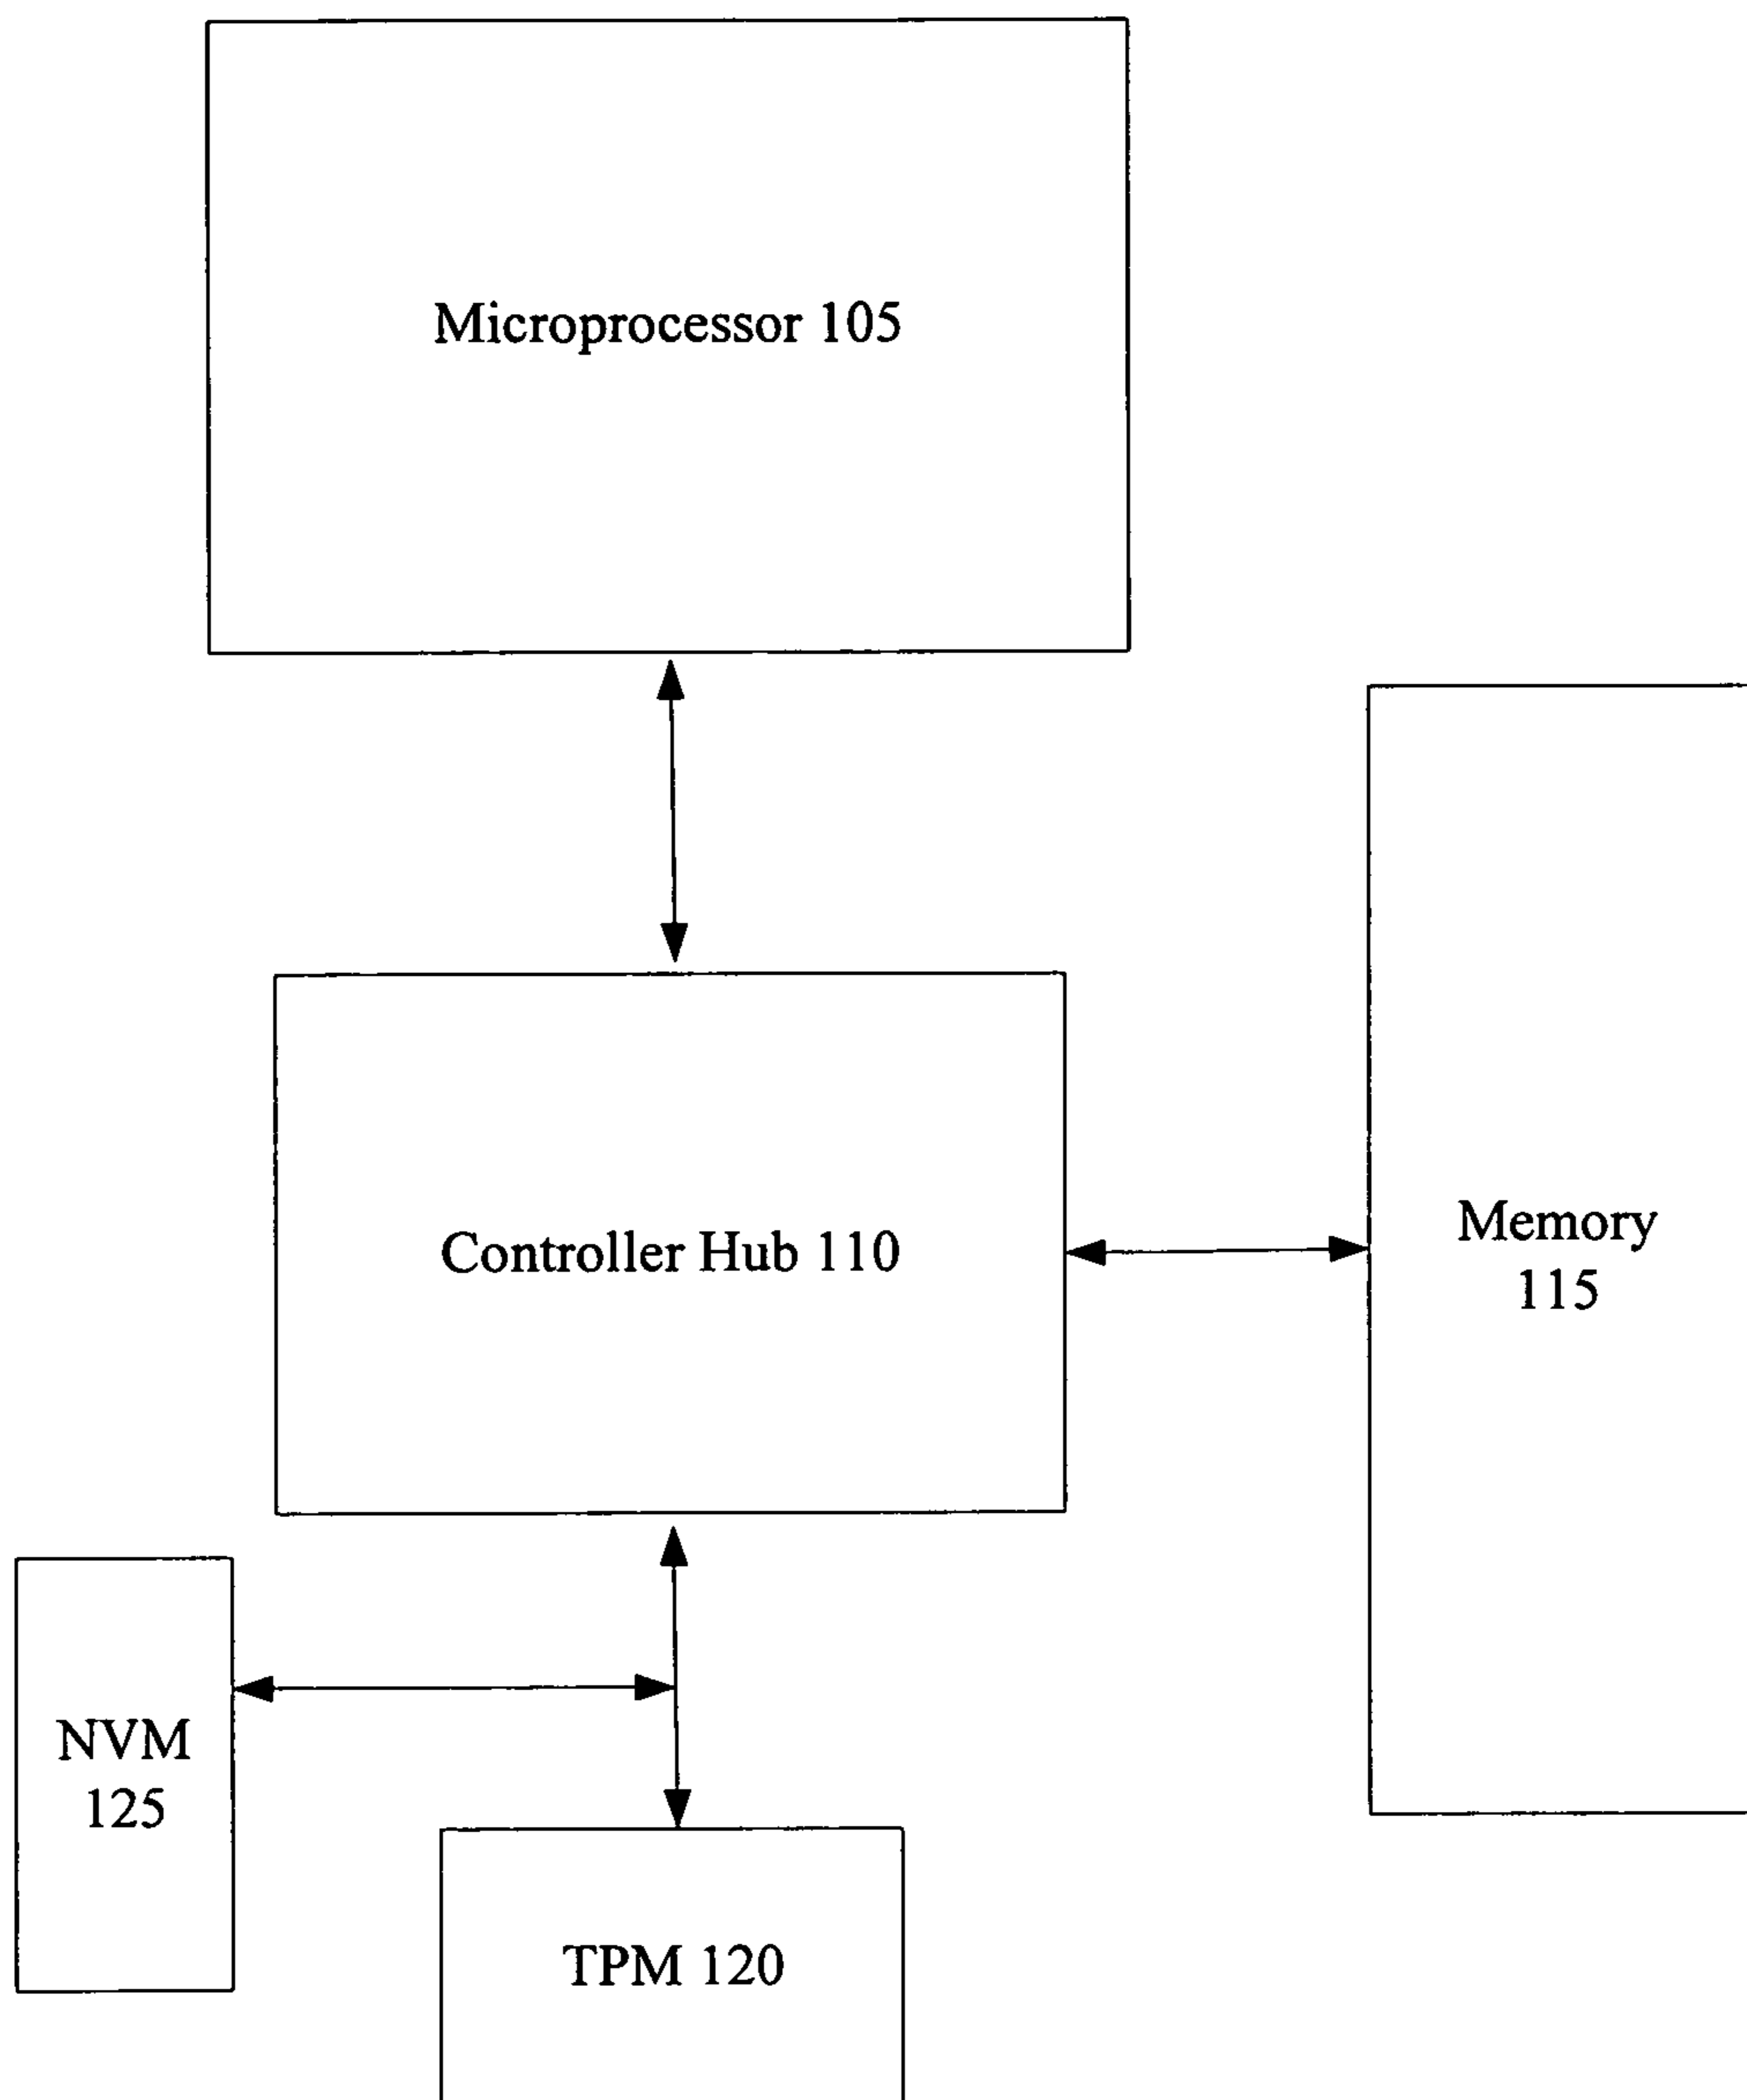 Microprocessor 105
Controller Hub 110
Memory
115
NVM
125
TPM 120